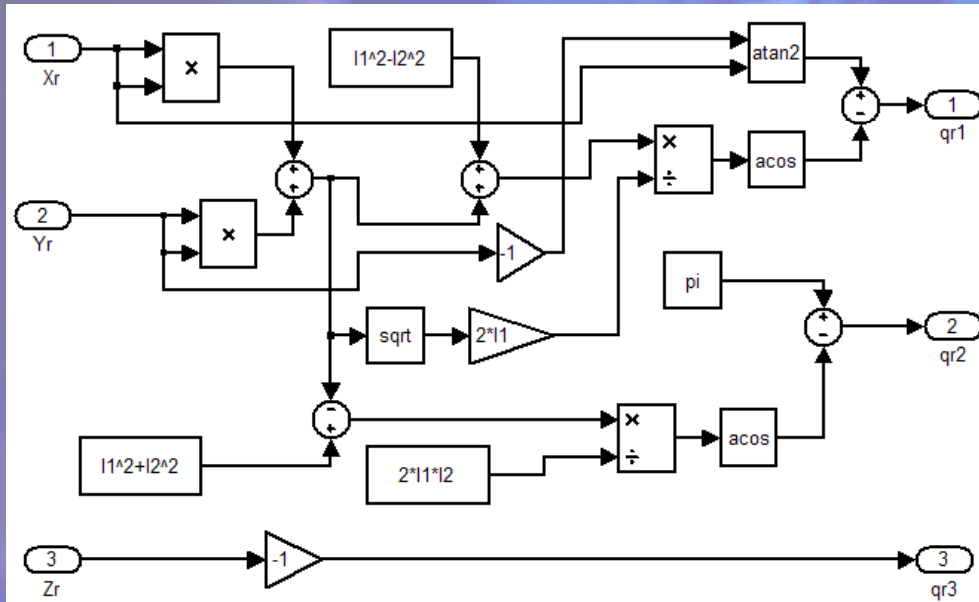 1
Xr
×
l1^2-l2^2
atan2
+
-
1
qr1
+
+
+
+
×
÷
acos
2
Yr
×
-1
pi
+
-
2
qr2
sqrt
2*l1
-
+
×
÷
acos
l1^2+l2^2
2*l1*l2
3
Zr
-1
3
qr3